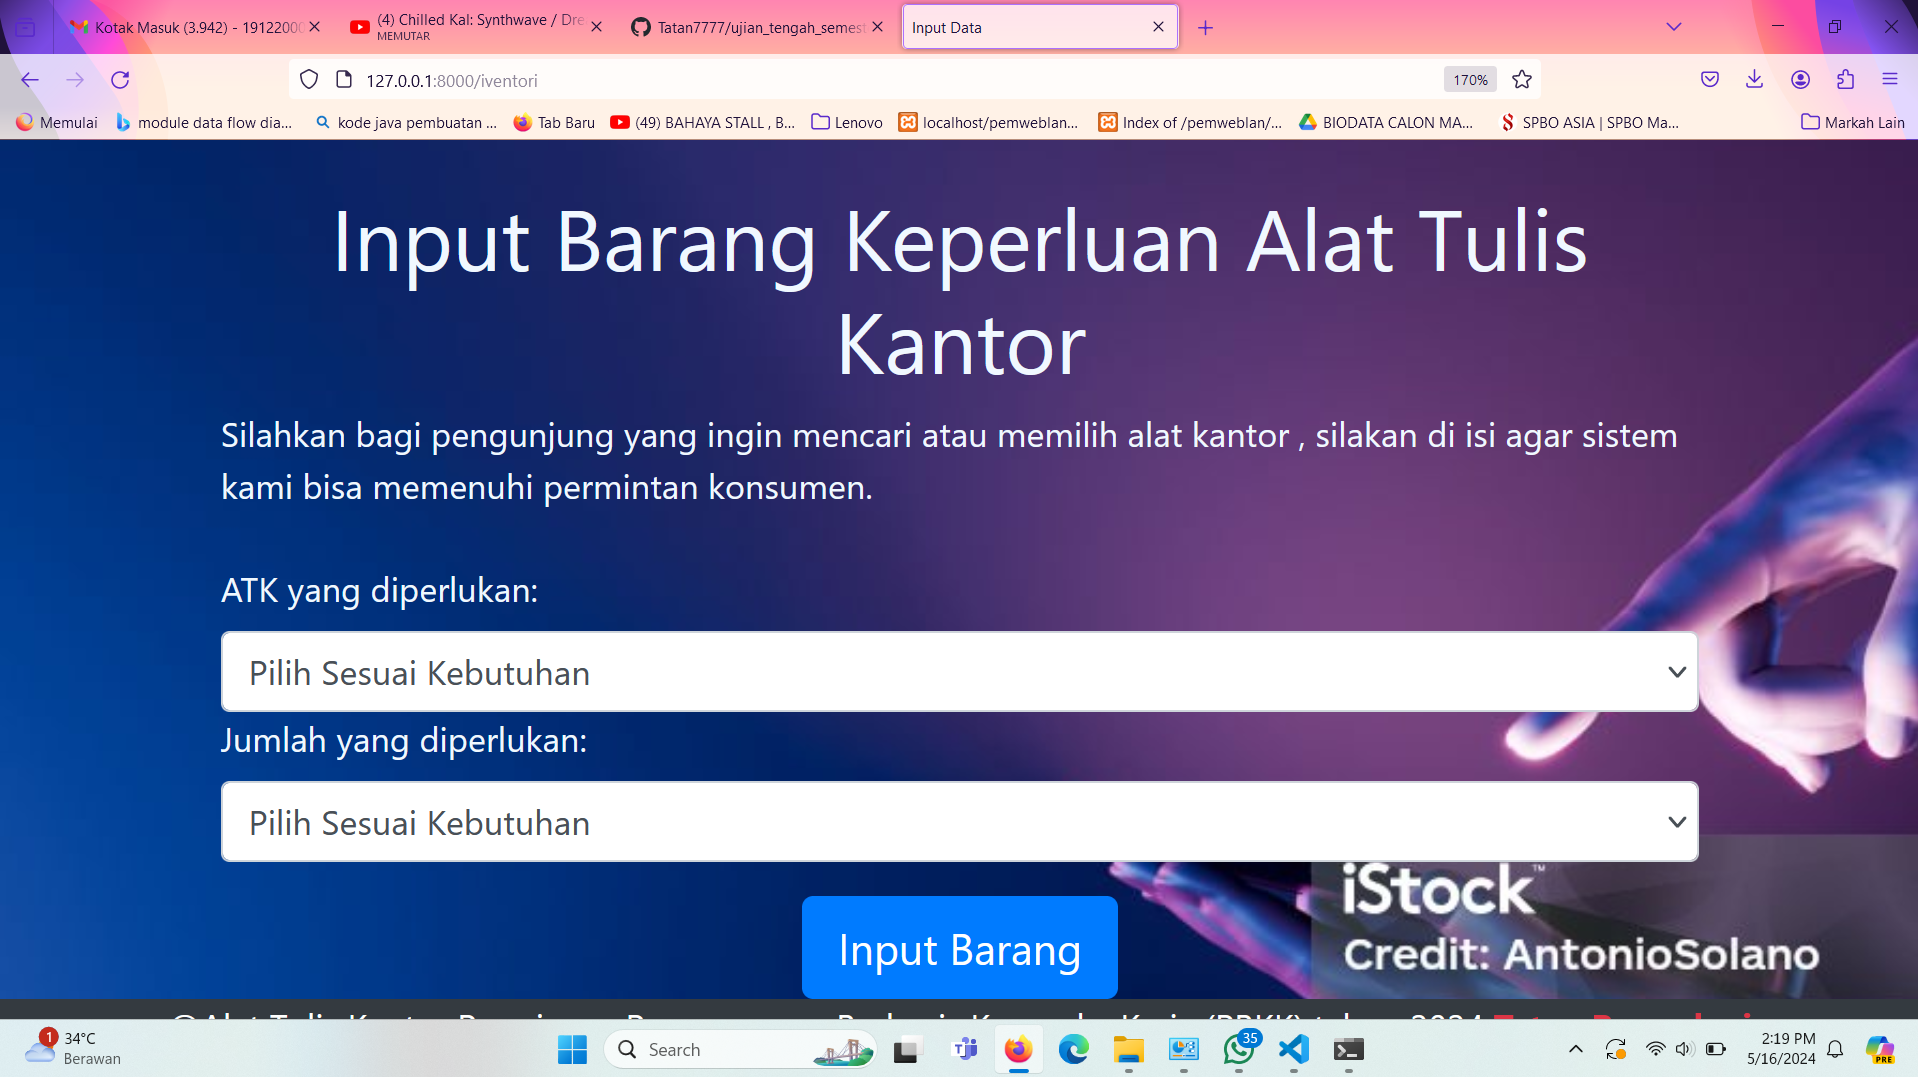 Kotak Masuk (3.942) - 19122000
(4) Chilled Kal: Synthwave / Dre
MEMUTAR
Tatan7777/ujian_tengah_semest
Input Data
127.0.0.1:8000/iventori
170%
Memulai
module data flow dia...
kode java pembuatan ...
Tab Baru
(49) BAHAYA STALL , B...
Lenovo
localhost/pemweblan...
Index of /pemweblan/...
BIODATA CALON MA...
SPBO ASIA | SPBO Ma...
Markah Lain
Input Barang Keperluan Alat Tulis
Kantor
Silahkan bagi pengunjung yang ingin mencari atau memilih alat kantor , silakan di isi agar sistem
kami bisa memenuhi permintan konsumen.
ATK yang diperlukan:
Pilih Sesuai Kebutuhan
Jumlah yang diperlukan:
Pilih Sesuai Kebutuhan
Input Barang
iStock™
Credit: AntonioSolano
1
34°C
Berawan
Search
35
PRE
2:19 PM
5/16/2024